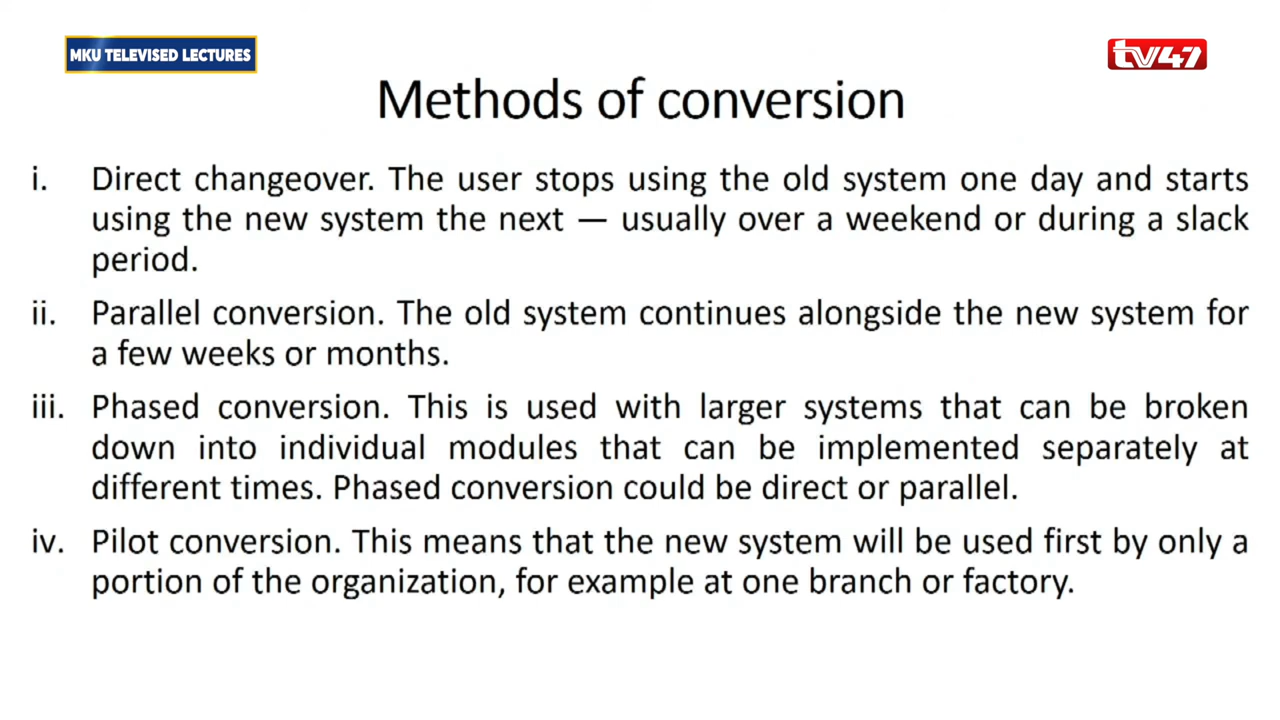 MKU TELEVISED LECTURES
tv47
Methods of conversion
i. Direct changeover. The user stops using the old system one day and starts
using the new system the next — usually over a weekend or during a slack
period.
ii. Parallel conversion. The old system continues alongside the new system for
a few weeks or months.
iii. Phased conversion. This is used with larger systems that can be broken
down into individual modules that can be implemented separately at
different times. Phased conversion could be direct or parallel.
iv. Pilot conversion. This means that the new system will be used first by only a
portion of the organization, for example at one branch or factory.